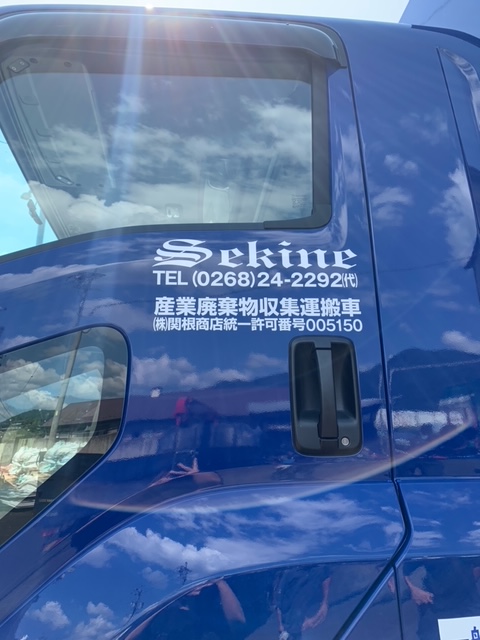 Sekine
TEL (0268)24-2292(代)
産業廃棄物収集運搬車
(株)関根商店統一許可番号005150